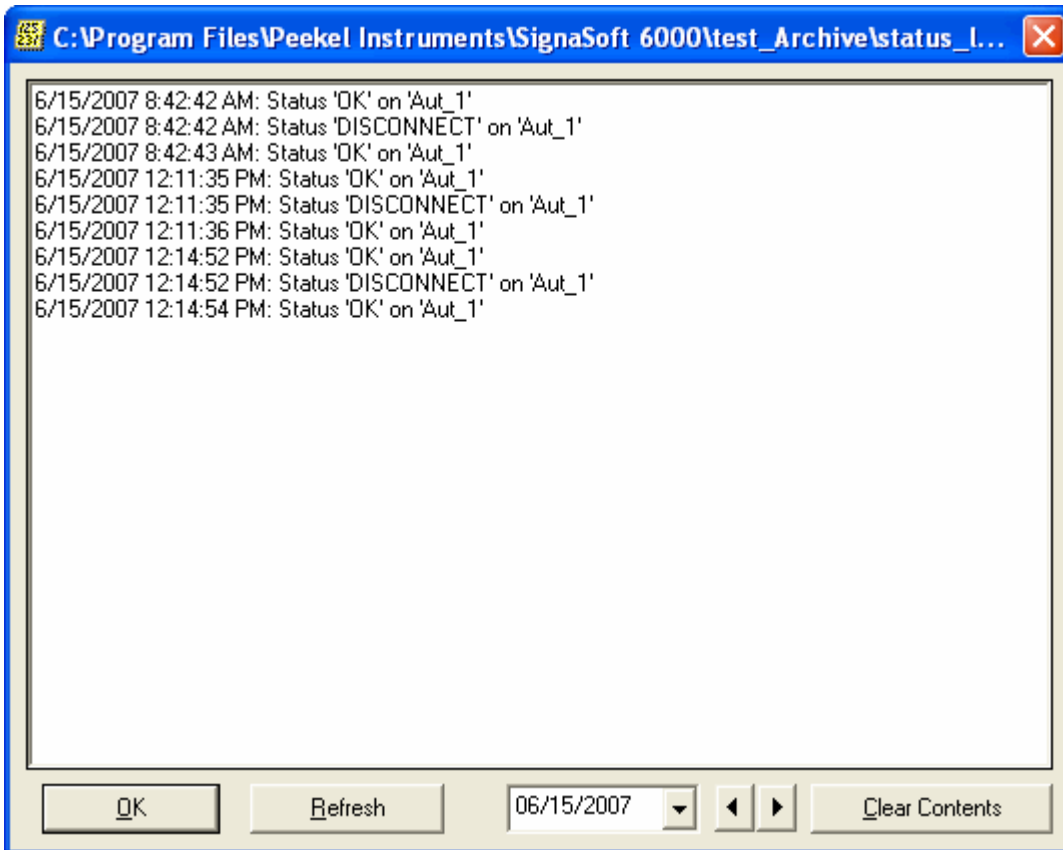 C:\Program Files\Peekel Instruments\SignaSoft 6000\test_Archive\status_l...
6/15/2007 8:42:42 AM: Status 'OK' on 'Aut_1'
6/15/2007 8:42:42 AM: Status 'DISCONNECT' on 'Aut_1'
6/15/2007 8:42:43 AM: Status 'OK' on 'Aut_1'
6/15/2007 12:11:35 PM: Status 'OK' on 'Aut_1'
6/15/2007 12:11:35 PM: Status 'DISCONNECT' on 'Aut_1'
6/15/2007 12:11:36 PM: Status 'OK' on 'Aut_1'
6/15/2007 12:14:52 PM: Status 'OK' on 'Aut_1'
6/15/2007 12:14:52 PM: Status 'DISCONNECT' on 'Aut_1'
6/15/2007 12:14:54 PM: Status 'OK' on 'Aut_1'
OK Refresh 06/15/2007 Clear Contents